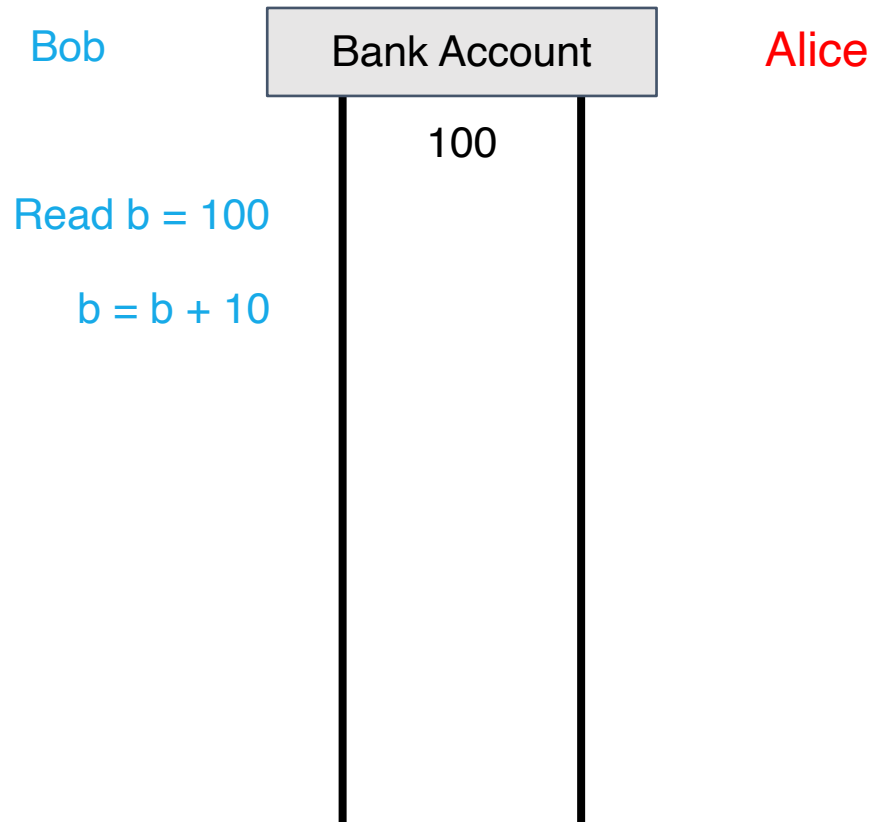 Bob
Bank Account
Alice
100
Read b = 100
b = b + 10